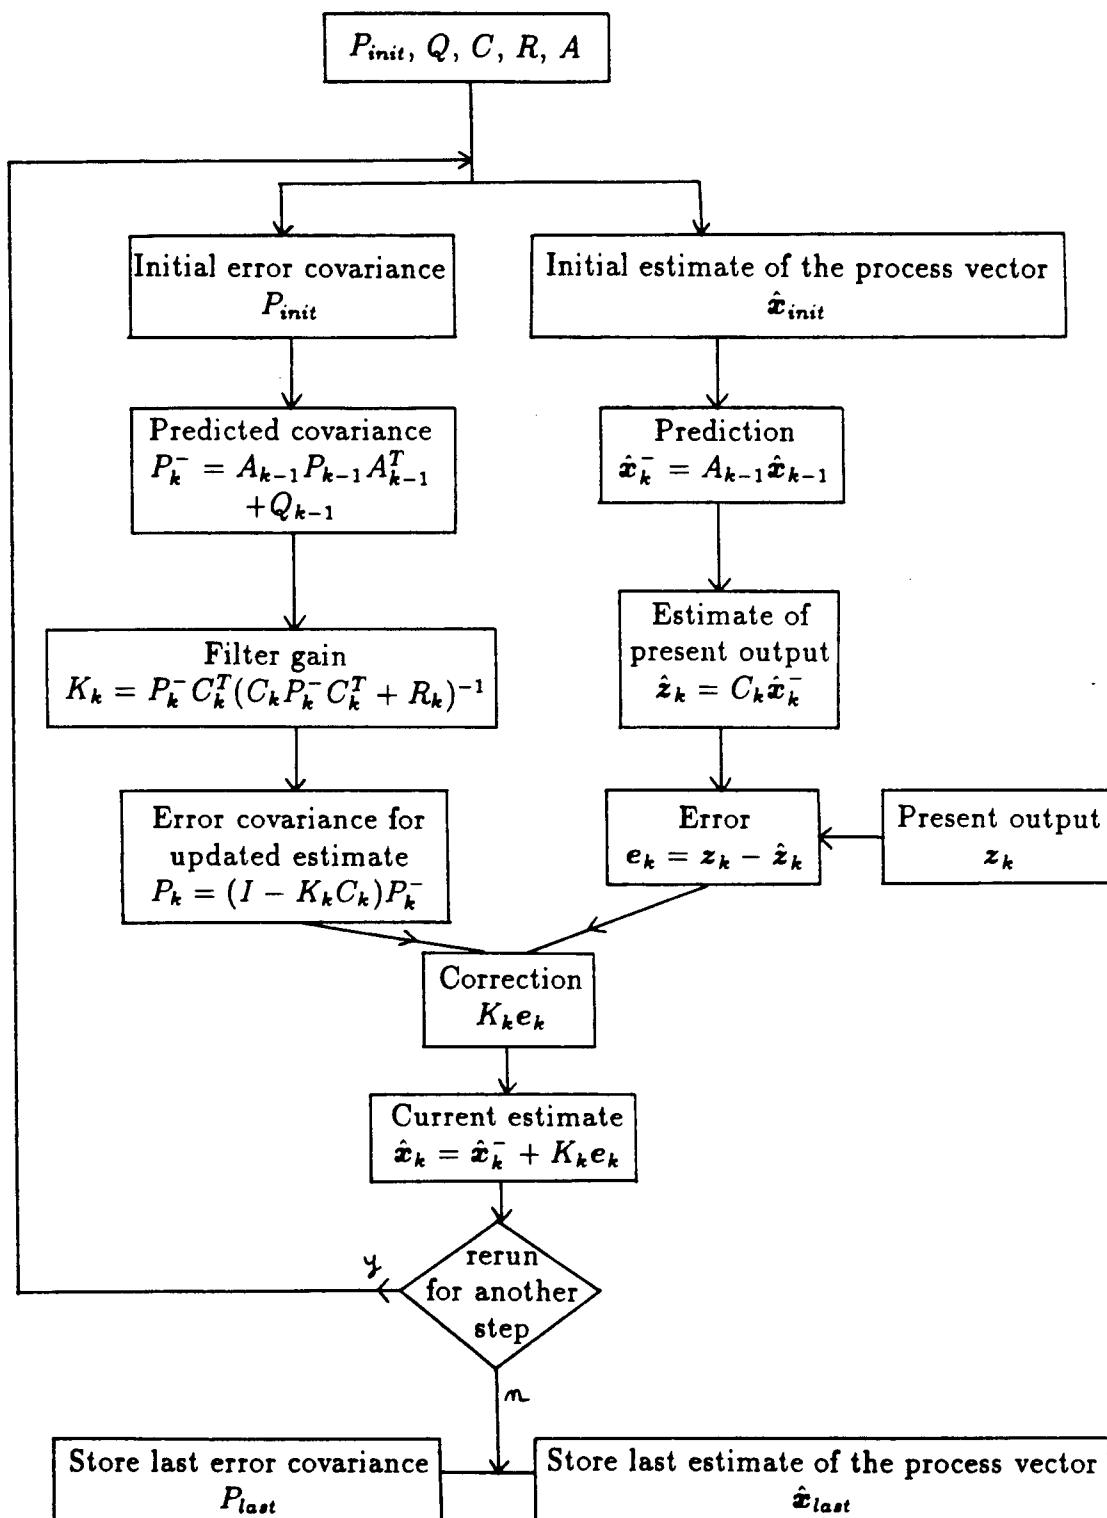 P_init, Q, C, R, A
Initial error covariance
P_init
Initial estimate of the process vector
x̂_init
Predicted covariance
P_k^- = A_{k-1} P_{k-1} A_{k-1}^T
+Q_{k-1}
Prediction
x̂_k^- = A_{k-1} x̂_{k-1}
Filter gain
K_k = P_k^- C_k^T (C_k P_k^- C_k^T + R_k)^{-1}
Estimate of
present output
ẑ_k = C_k x̂_k^-
Error covariance for
updated estimate
P_k = (I − K_k C_k)P_k^-
Error
e_k = z_k − ẑ_k
Present output
z_k
Correction
K_k e_k
Current estimate
x̂_k = x̂_k^- + K_k e_k
rerun
for another
step
y
n
Store last error covariance
P_last
Store last estimate of the process vector
x̂_last